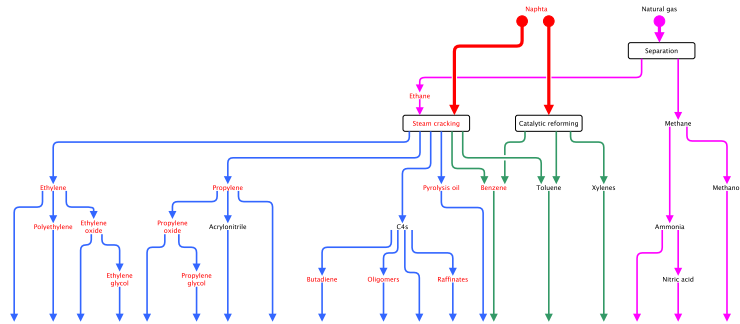 Naphta
Natural gas
Separation
Ethane
Steam cracking
Catalytic reforming
Methane
Ethylene
Propylene
Pyrolysis oil
Benzene
Toluene
Xylenes
Methano
Polyethylene
Ethylene
oxide
Propylene
oxide
Acrylonitrile
C4s
Ammonia
Ethylene
glycol
Propylene
glycol
Butadiene
Oligomers
Raffinates
Nitric acid